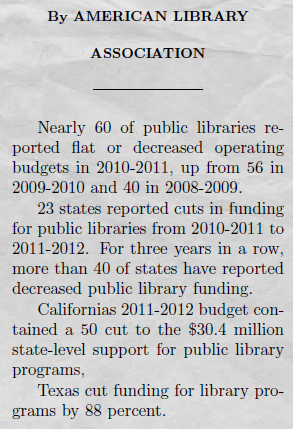 By AMERICAN LIBRARY
ASSOCIATION
Nearly 60 of public libraries re-
ported flat or decreased operating
budgets in 2010-2011, up from 56 in
2009-2010 and 40 in 2008-2009.
23 states reported cuts in funding
for public libraries from 2010-2011 to
2011-2012. For three years in a row,
more than 40 of states have reported
decreased public library funding.
Californias 2011-2012 budget con-
tained a 50 cut to the $30.4 million
state-level support for public library
programs,
Texas cut funding for library pro-
grams by 88 percent.